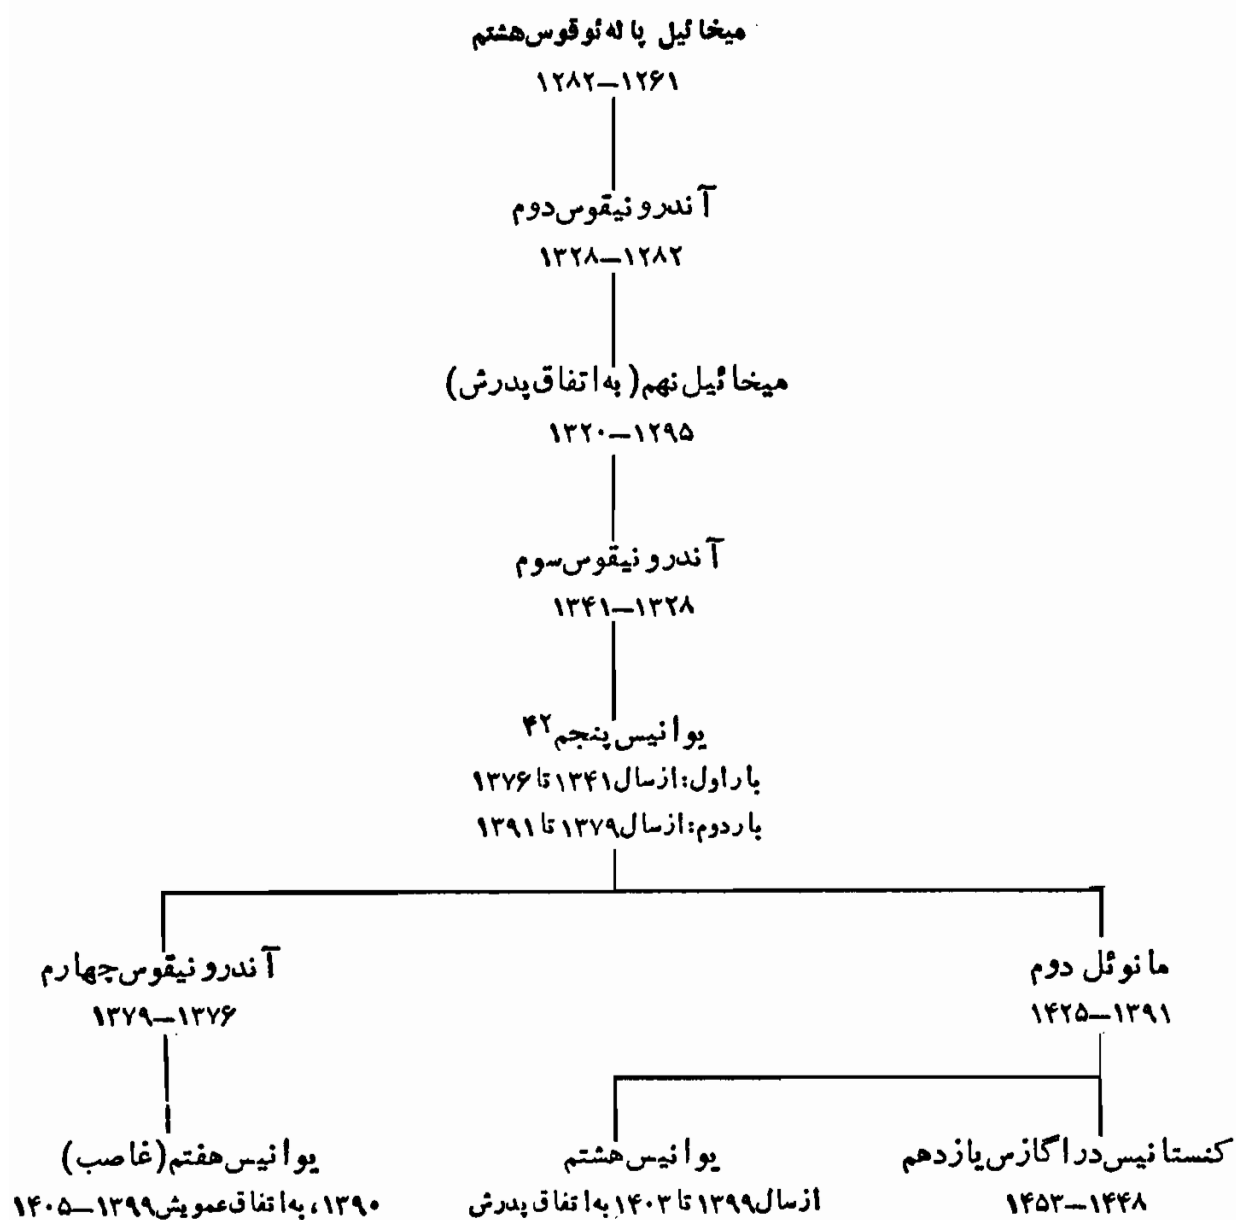 میخائیل پاله‌ئوقوس هشتم
۱۲۶۱–۱۲۸۲
آندرونیقوس دوم
۱۲۸۲–۱۳۲۸
میخائیل نهم (به‌اتفاق پدرش)
۱۲۹۵–۱۳۲۰
آندرونیقوس سوم
۱۳۲۸–۱۳۴۱
یوانیس پنجم۴۲
بار اول: از سال ۱۳۴۱ تا ۱۳۷۶
بار دوم: از سال ۱۳۷۹ تا ۱۳۹۱
مانوئل دوم
۱۳۹۱–۱۴۲۵
آندرونیقوس چهارم
۱۳۷۶–۱۳۷۹
کنستانیس دراگازس یازدهم
۱۴۴۸–۱۴۵۳
یوانیس هشتم
از سال ۱۳۹۹ تا ۱۴۰۳ به‌اتفاق پدرش
یوانیس هفتم (غاصب)
۱۳۹۰، به‌اتفاق عمویش ۱۳۹۹–۱۴۰۵